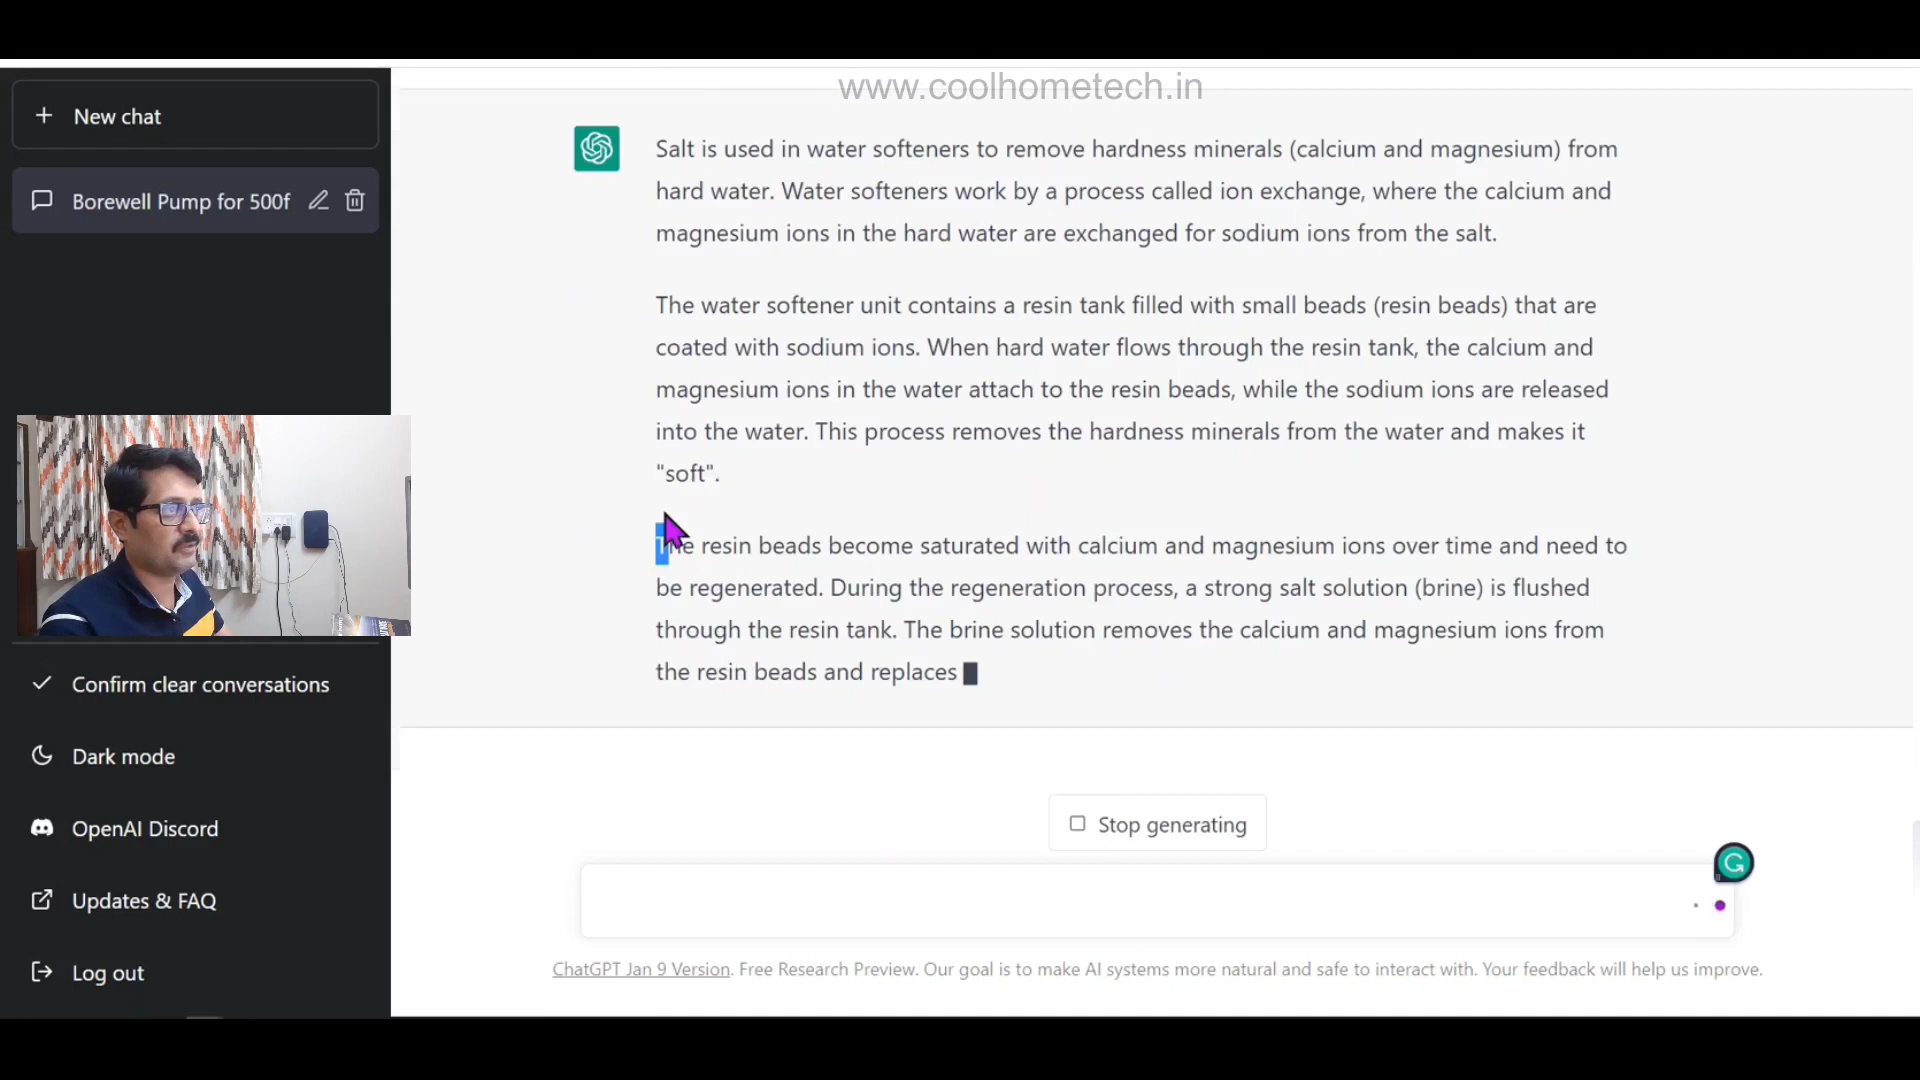 www.coolhometech.in
New chat
Borewell Pump for 500f
Salt is used in water softeners to remove hardness minerals (calcium and magnesium) from
hard water. Water softeners work by a process called ion exchange, where the calcium and
magnesium ions in the hard water are exchanged for sodium ions from the salt.
The water softener unit contains a resin tank filled with small beads (resin beads) that are
coated with sodium ions. When hard water flows through the resin tank, the calcium and
magnesium ions in the water attach to the resin beads, while the sodium ions are released
into the water. This process removes the hardness minerals from the water and makes it
"soft".
The resin beads become saturated with calcium and magnesium ions over time and need to
be regenerated. During the regeneration process, a strong salt solution (brine) is flushed
through the resin tank. The brine solution removes the calcium and magnesium ions from
the resin beads and replaces
Confirm clear conversations
Dark mode
OpenAI Discord
Updates & FAQ
Log out
Stop generating
ChatGPT Jan 9 Version. Free Research Preview. Our goal is to make AI systems more natural and safe to interact with. Your feedback will help us improve.